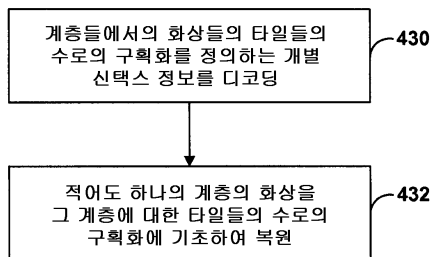 계층들에서의 화상들의 타일들의
수로의 구획화를 정의하는 개별
신택스 정보를 디코딩
430
적어도 하나의 계층의 화상을
그 계층에 대한 타일들의 수로의
구획화에 기초하여 복원
432